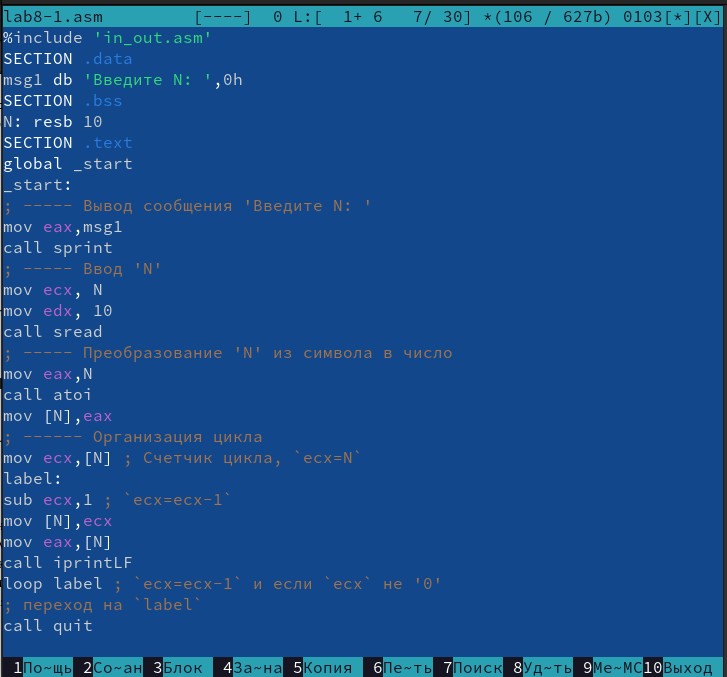 lab8-1.asm [----] 0 L:[ 1+ 6 7/ 30] *(106 / 627b) 0103[*][X]
%include 'in_out.asm'
SECTION .data
msg1 db 'Введите N: ',0h
SECTION .bss
N: resb 10
SECTION .text
global _start
_start:
; ----- Вывод сообщения 'Введите N: '
mov eax,msg1
call sprint
; ----- Ввод 'N'
mov ecx, N
mov edx, 10
call sread
; ----- Преобразование 'N' из символа в число
mov eax,N
call atoi
mov [N],eax
; ------ Организация цикла
mov ecx,[N] ; Счетчик цикла, `ecx=N`
label:
sub ecx,1 ; `ecx=ecx-1`
mov [N],ecx
mov eax,[N]
call iprintLF
loop label ; `ecx=ecx-1` и если `ecx` не '0'
; переход на `label`
call quit
1По~щь 2Со~ан 3Блок 4За~на 5Копия 6Пе~ть 7Поиск 8Уд~ть 9Ме~МС 10Выход